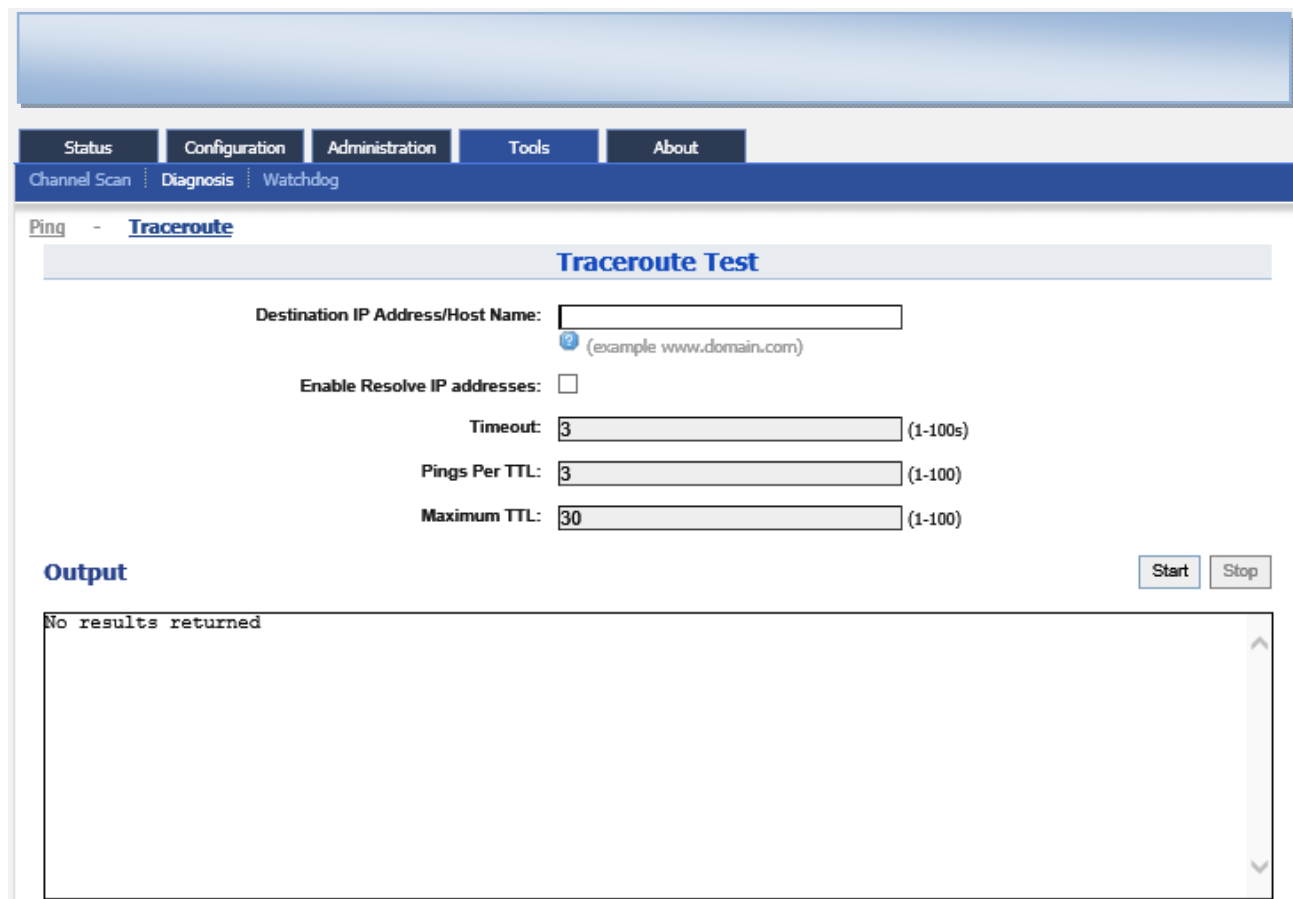 Status Configuration Administration Tools About
Channel Scan Diagnosis Watchdog
Ping - Traceroute
Traceroute Test
Destination IP Address/Host Name:
(example www.domain.com)
Enable Resolve IP addresses:
Timeout: 3 (1-100s)
Pings Per TTL: 3 (1-100)
Maximum TTL: 30 (1-100)
Output Start Stop
No results returned